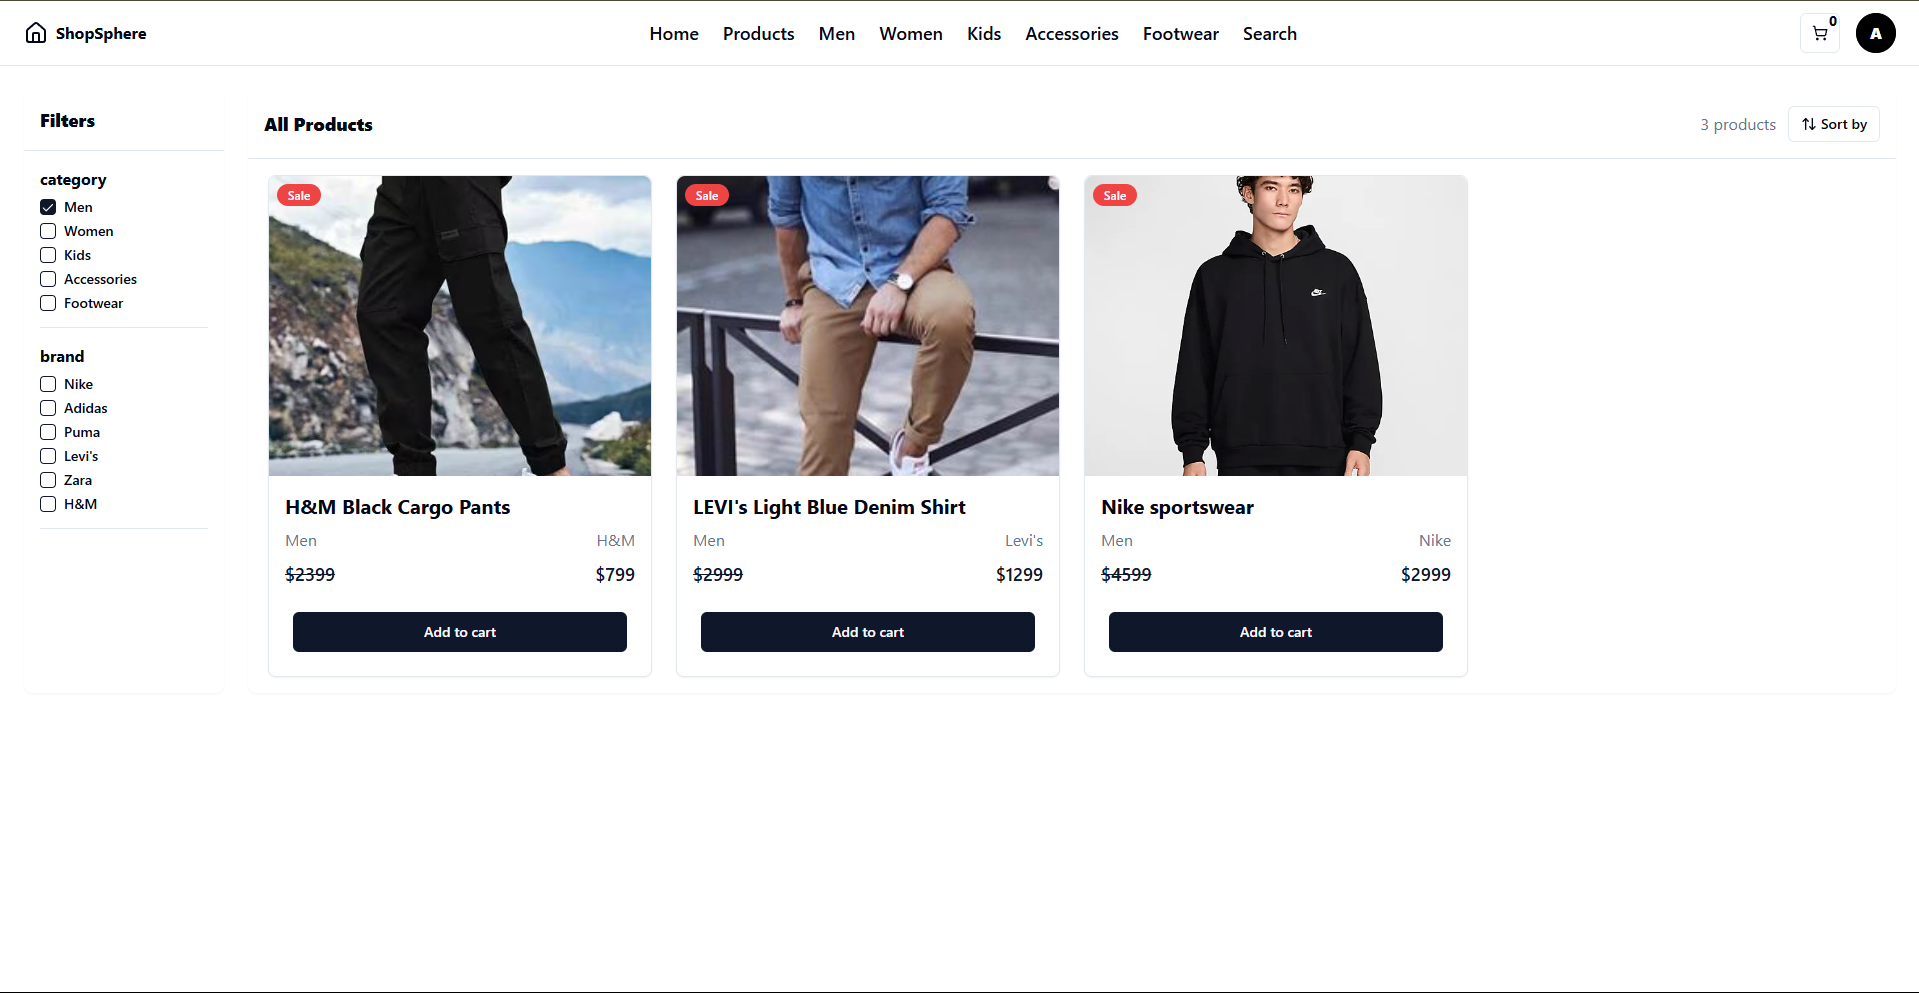 ShopSphere
Home Products Men Women Kids Accessories Footwear Search
0
A
Filters
category
Men
Women
Kids
Accessories
Footwear
brand
Nike
Adidas
Puma
Levi's
Zara
H&M
All Products
3 products
Sort by
Sale
H&M Black Cargo Pants
Men H&M
$2399 $799
Add to cart
Sale
LEVI's Light Blue Denim Shirt
Men Levi's
$2999 $1299
Add to cart
Sale
Nike sportswear
Men Nike
$4599 $2999
Add to cart